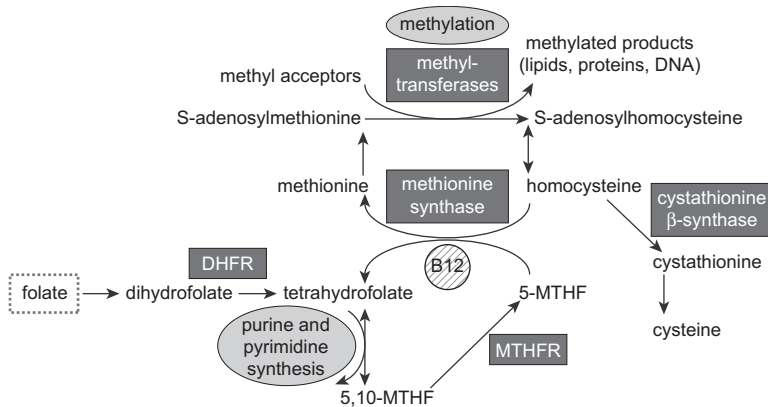 methylation
methyl-
transferases
methylated products
(lipids, proteins, DNA)
methyl acceptors
S-adenosylmethionine
S-adenosylhomocysteine
methionine
methionine
synthase
homocysteine
cystathionine
β-synthase
DHFR
B12
cystathionine
folate
dihydrofolate
tetrahydrofolate
5-MTHF
purine and
pyrimidine
synthesis
MTHFR
cysteine
5,10-MTHF